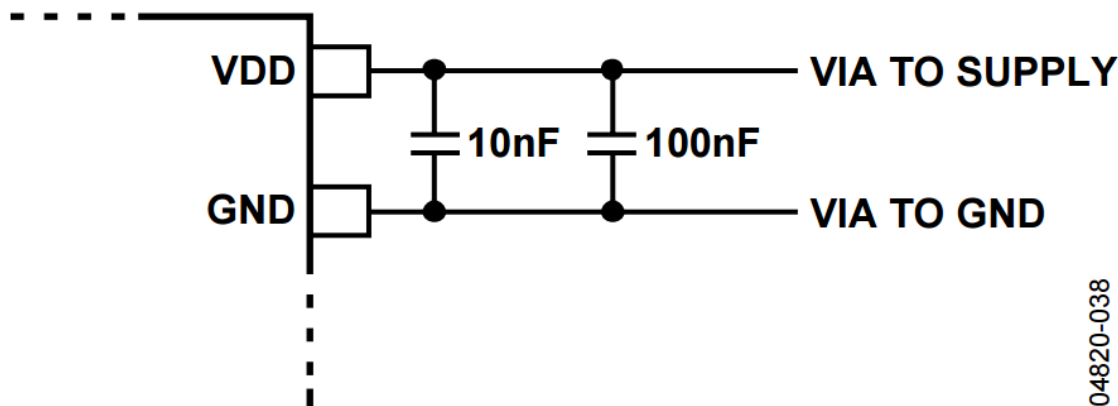 VDD
VIA TO SUPPLY
10nF
100nF
GND
VIA TO GND
04820-038